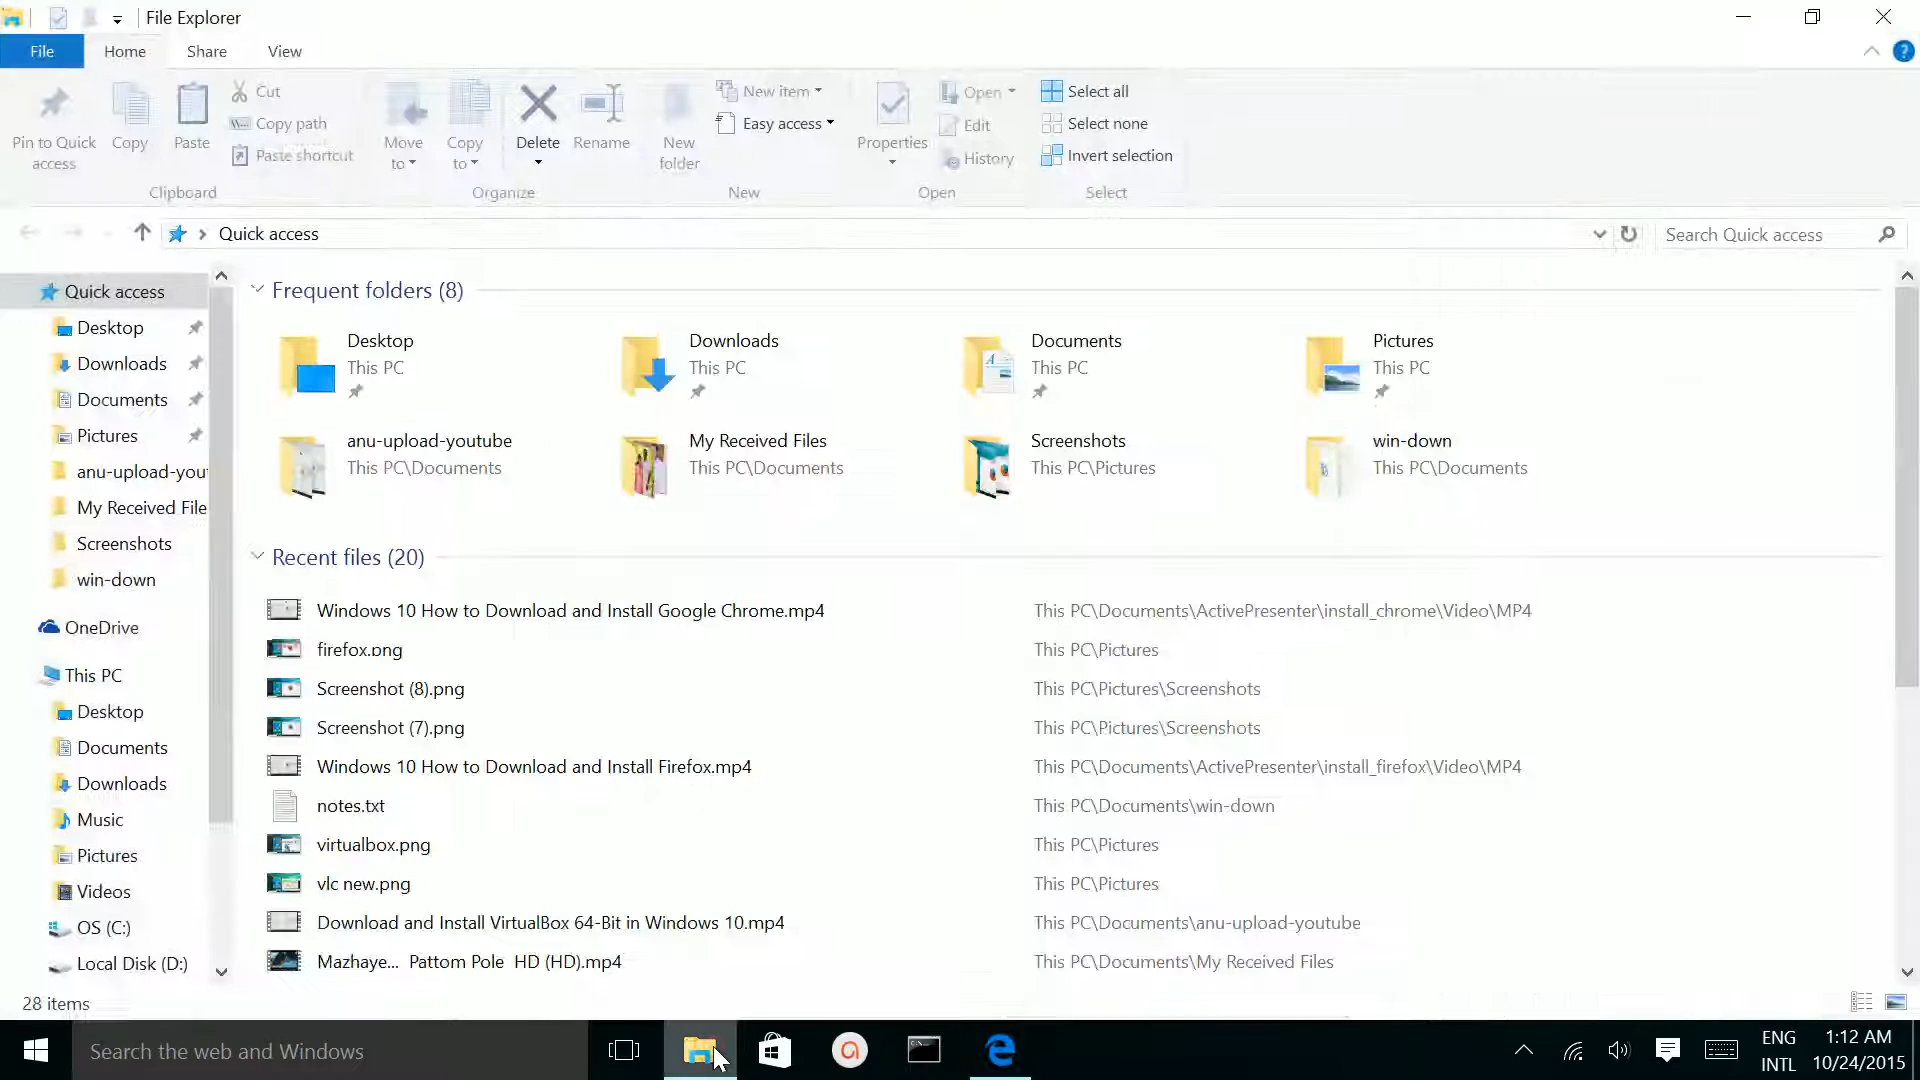 File Explorer
File Home Share View
Pin to Quick access
Copy
Paste
Cut
Copy path
Paste shortcut
Clipboard
Move to
Copy to
Delete
Rename
Organize
New folder
New item
Easy access
New
Properties
Open
Edit
History
Open
Select all
Select none
Invert selection
Select
Quick access
Search Quick access
Quick access
Desktop
Downloads
Documents
Pictures
anu-upload-you
My Received File
Screenshots
win-down
OneDrive
This PC
Desktop
Documents
Downloads
Music
Pictures
Videos
OS (C:)
Local Disk (D:)
Frequent folders (8)
Desktop
This PC
Downloads
This PC
Documents
This PC
Pictures
This PC
anu-upload-youtube
This PC\Documents
My Received Files
This PC\Documents
Screenshots
This PC\Pictures
win-down
This PC\Documents
Recent files (20)
Windows 10 How to Download and Install Google Chrome.mp4 This PC\Documents\ActivePresenter\install_chrome\Video\MP4
firefox.png This PC\Pictures
Screenshot (8).png This PC\Pictures\Screenshots
Screenshot (7).png This PC\Pictures\Screenshots
Windows 10 How to Download and Install Firefox.mp4 This PC\Documents\ActivePresenter\install_firefox\Video\MP4
notes.txt This PC\Documents\win-down
virtualbox.png This PC\Pictures
vlc new.png This PC\Pictures
Download and Install VirtualBox 64-Bit in Windows 10.mp4 This PC\Documents\anu-upload-youtube
Mazhaye... Pattom Pole HD (HD).mp4 This PC\Documents\My Received Files
28 items
Search the web and Windows
ENG
INTL
1:12 AM
10/24/2015